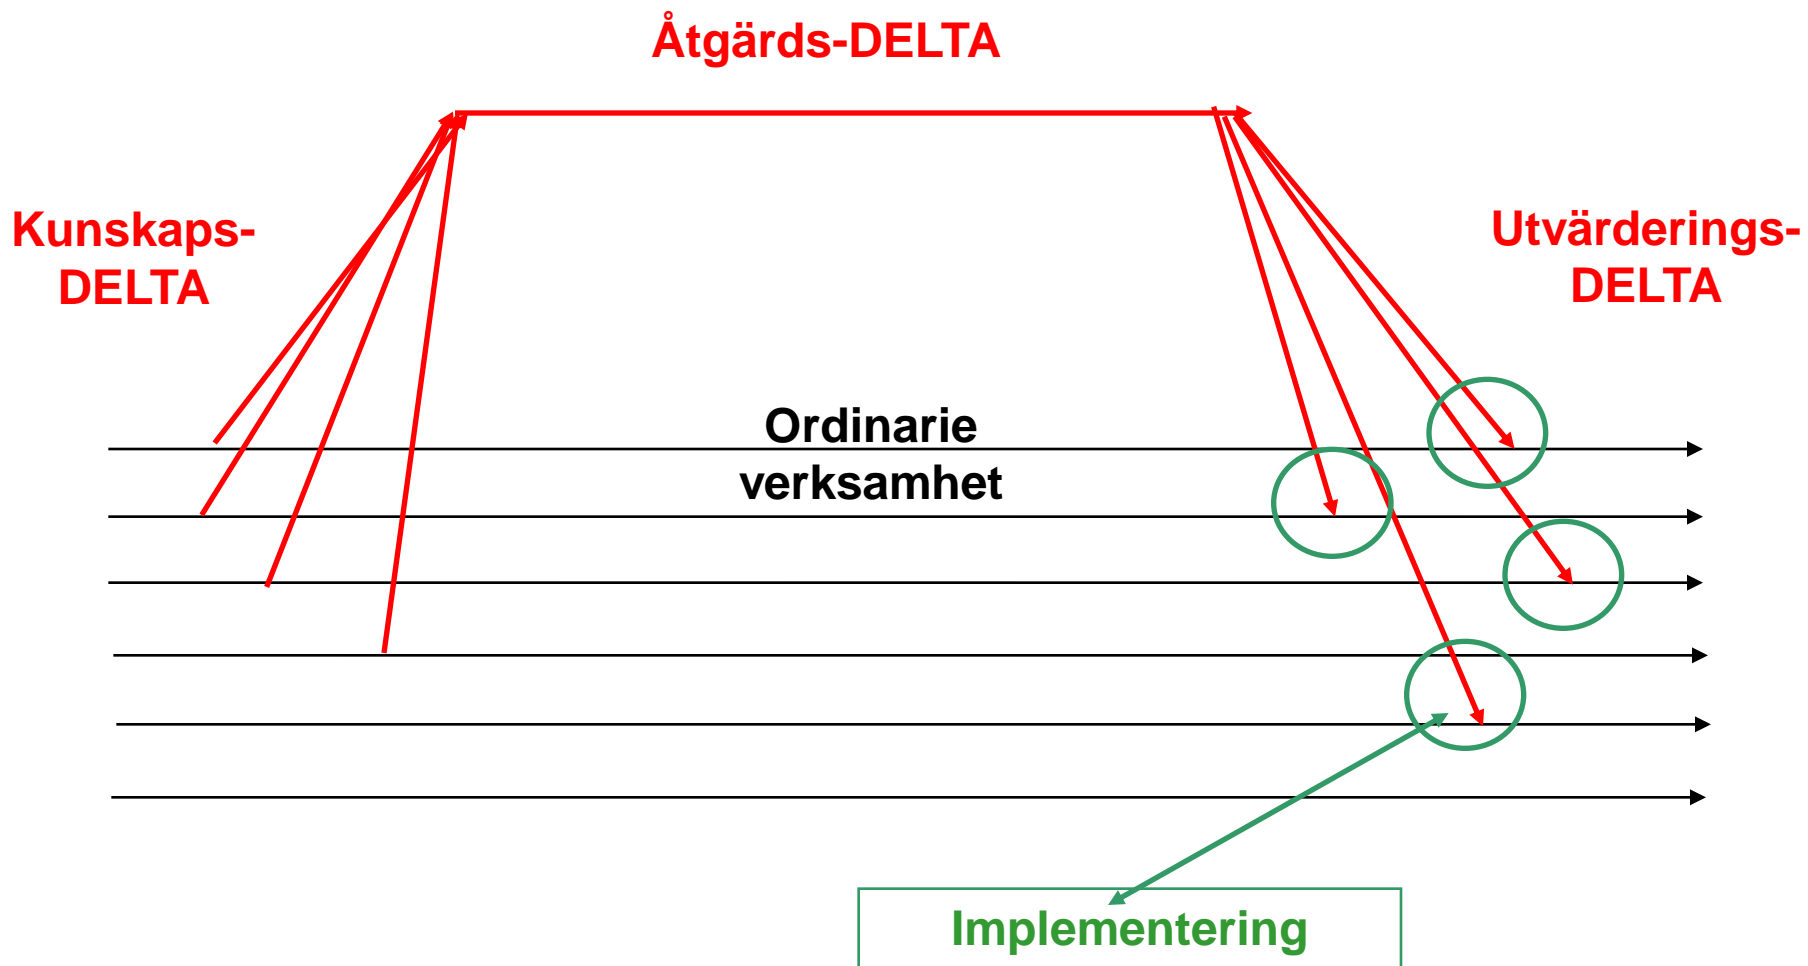 Åtgärds-DELTA
Kunskaps-
DELTA
Utvärderings-
DELTA
Ordinarie
verksamhet
Implementering